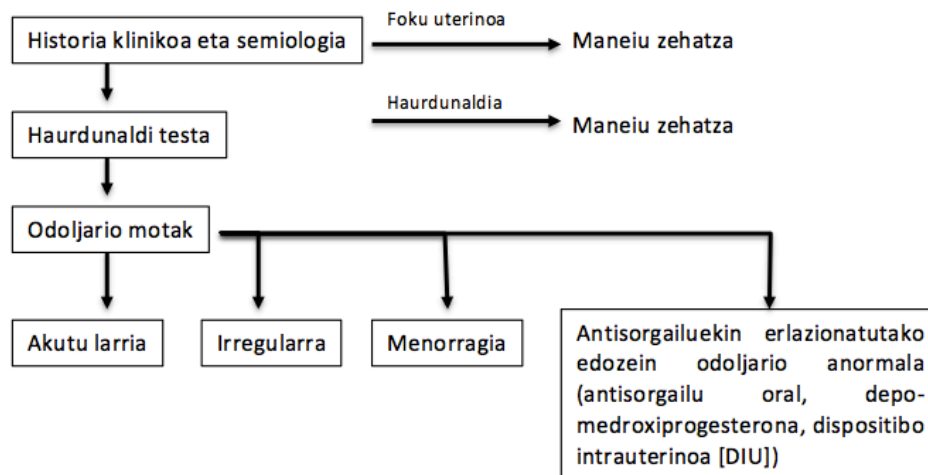 Foku uterinoa
Historia klinikoa eta semiologia
Maneiu zehatza
Haurdunaldia
Maneiu zehatza
Haurdunaldi testa
Odoljario motak
Akutu larria
Irregularra
Menorragia
Antisorgailuekin erlazionatutako
edozein odoljario anormala
(antisorgailu oral, depo-
medroxiprogesterona, dispositibo
intrauterinoa [DIU])